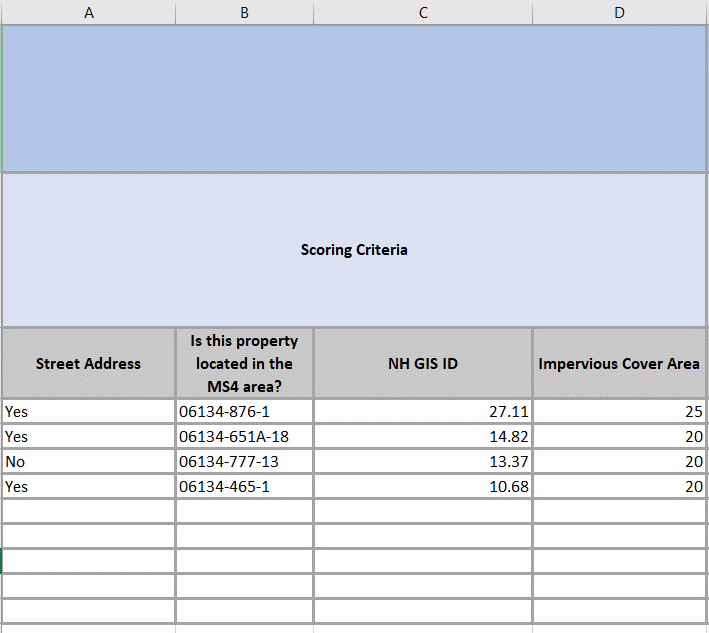 A B C D
Scoring Criteria
Street Address
Is this property
located in the
MS4 area?
NH GIS ID
Impervious Cover Area
Yes 06134-876-1 27.11 25
Yes 06134-651A-18 14.82 20
No 06134-777-13 13.37 20
Yes 06134-465-1 10.68 20